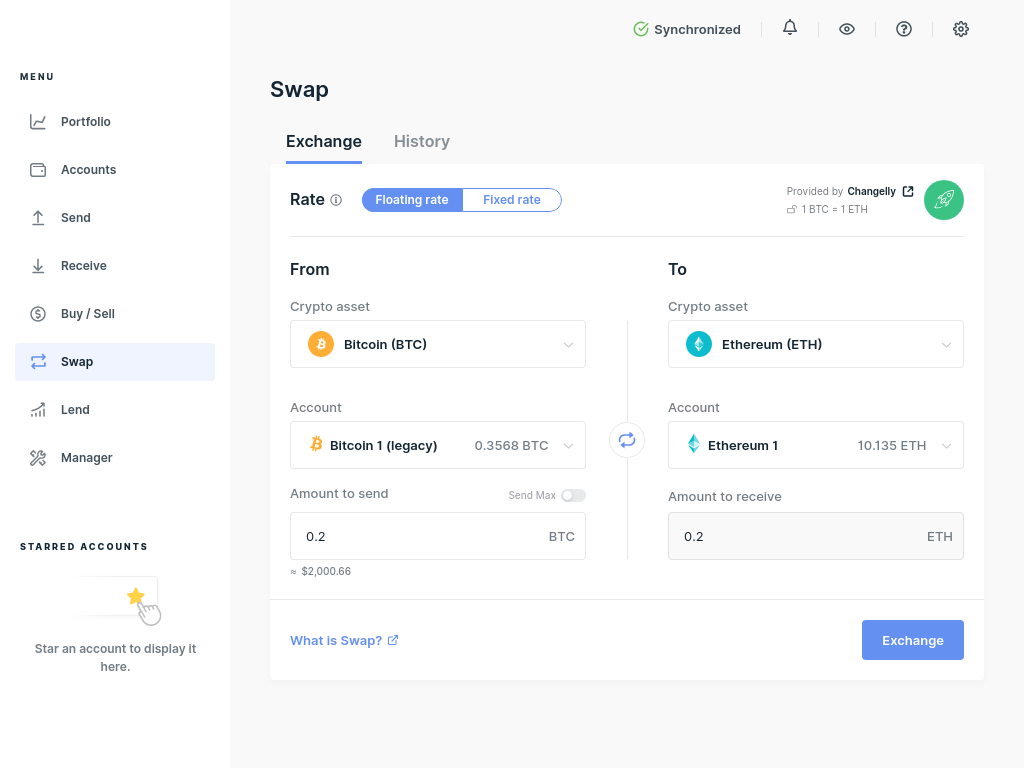 Synchronized
MENU
Portfolio
Accounts
Send
Receive
Buy / Sell
Swap
Lend
Manager
STARRED ACCOUNTS
Star an account to display it
here.
Swap
Exchange History
Rate Floating rate Fixed rate
Provided by Changelly
1 BTC = 1 ETH
From
Crypto asset
Bitcoin (BTC)
Account
Bitcoin 1 (legacy) 0.3568 BTC
Amount to send Send Max
0.2 BTC
≈ $2,000.66
To
Crypto asset
Ethereum (ETH)
Account
Ethereum 1 10.135 ETH
Amount to receive
0.2 ETH
What is Swap?
Exchange